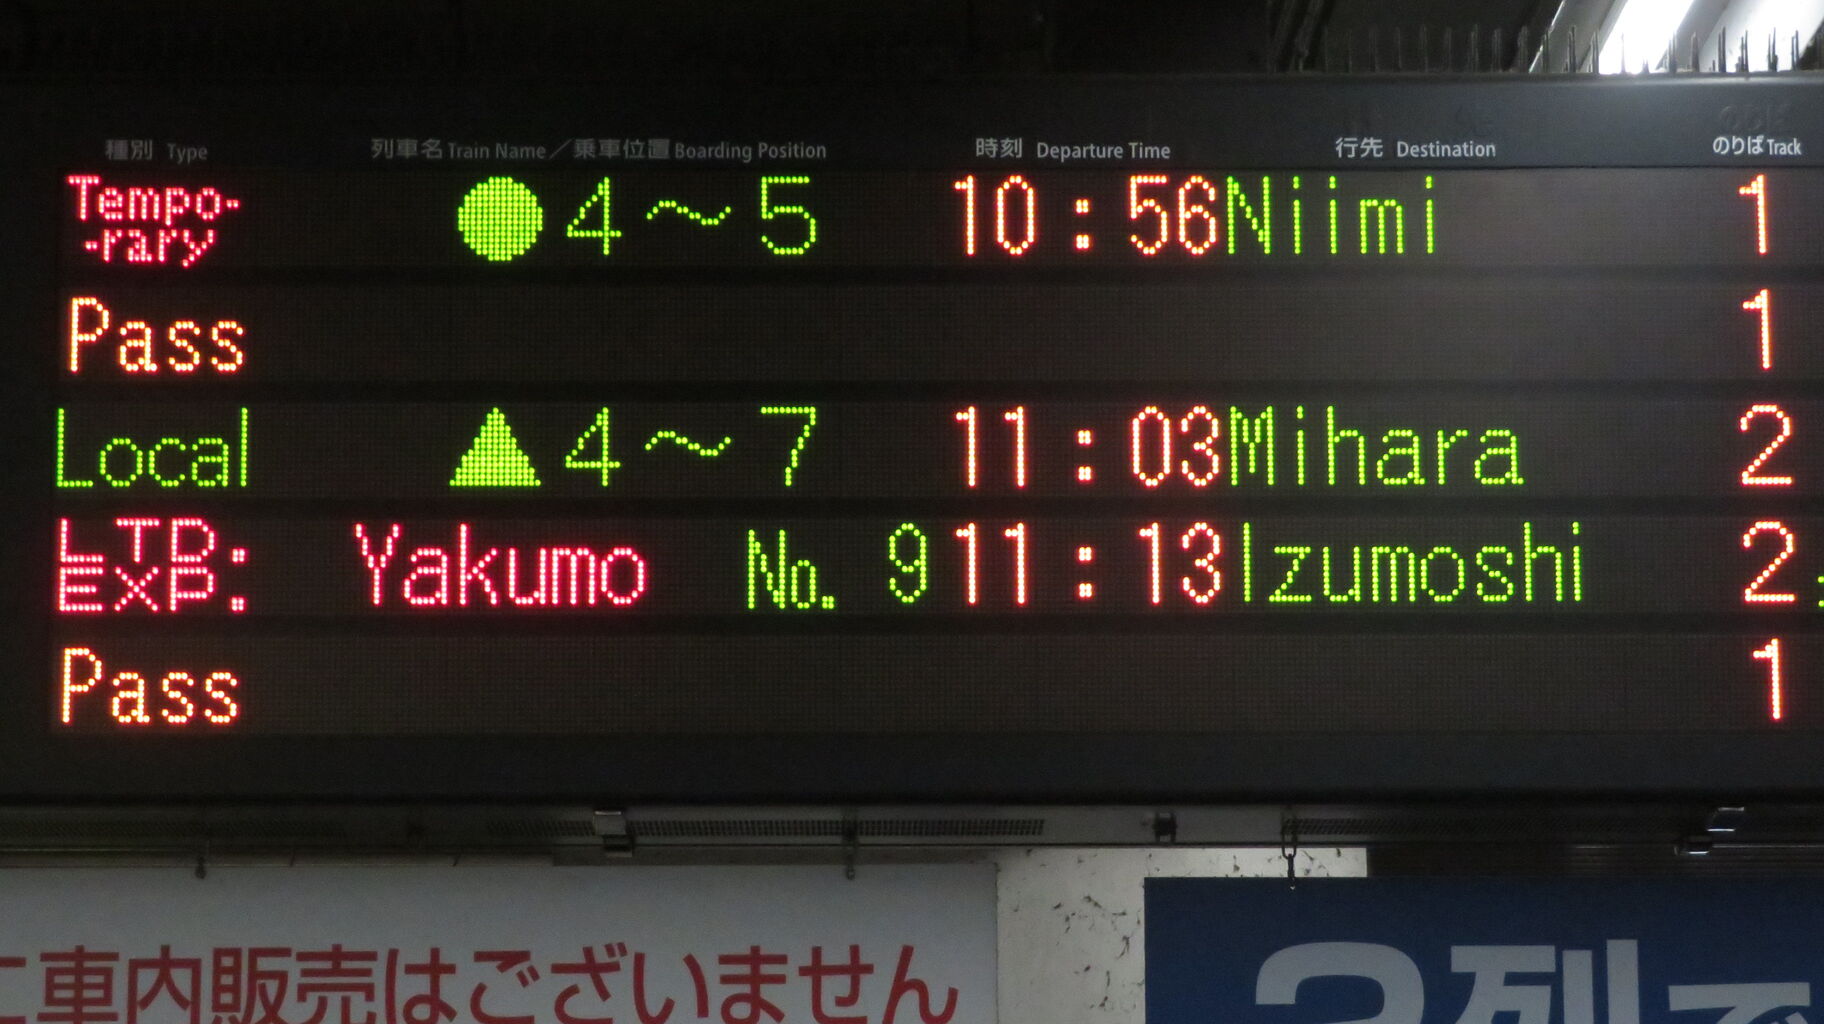 種別 Type 列車名 Train Name／乗車位置 Boarding Position 時刻 Departure Time 行先 Destination のりば Track
Tempo-
-rary ●4～5 10:56 Niimi 1
Pass 1
Local ▲4～7 11:03 Mihara 2
LTD.
EXP. Yakumo No. 9 11:13 Izumoshi 2
Pass 1
に車内販売はございません
列で